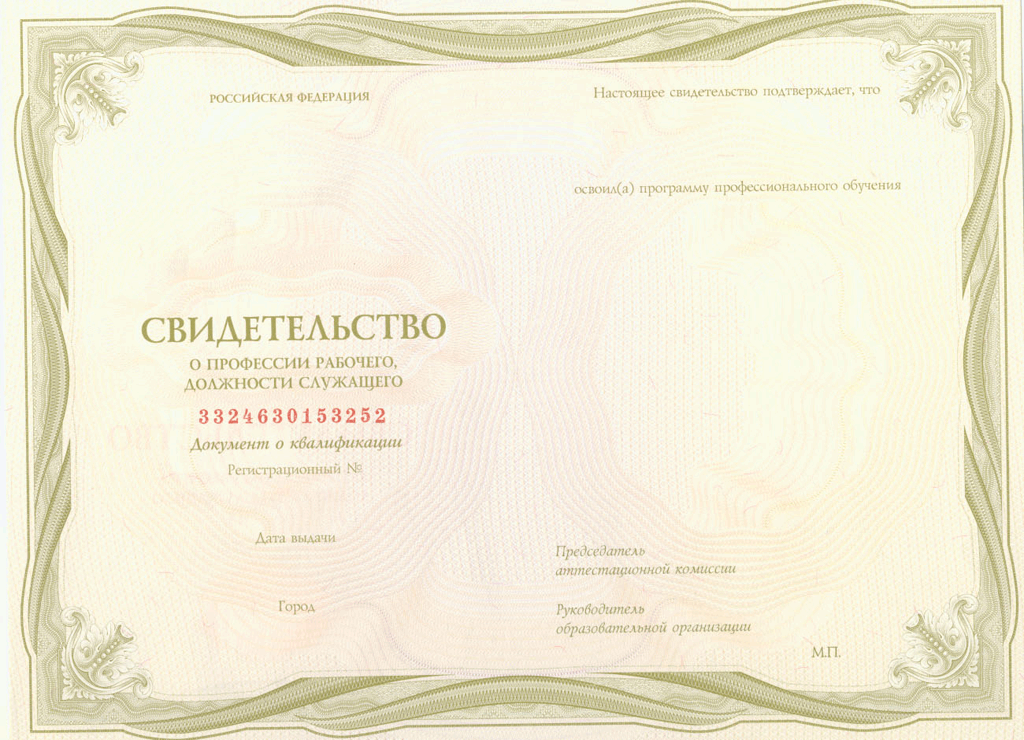 РОССИЙСКАЯ ФЕДЕРАЦИЯ
СВИДЕТЕЛЬСТВО
О ПРОФЕССИИ РАБОЧЕГО,
ДОЛЖНОСТИ СЛУЖАЩЕГО
3324630153252
Документ о квалификации
Регистрационный №
Дата выдачи
Город
Настоящее свидетельство подтверждает, что
освоил(а) программу профессионального обучения
Председатель
аттестационной комиссии
Руководитель
образовательной организации
М.П.